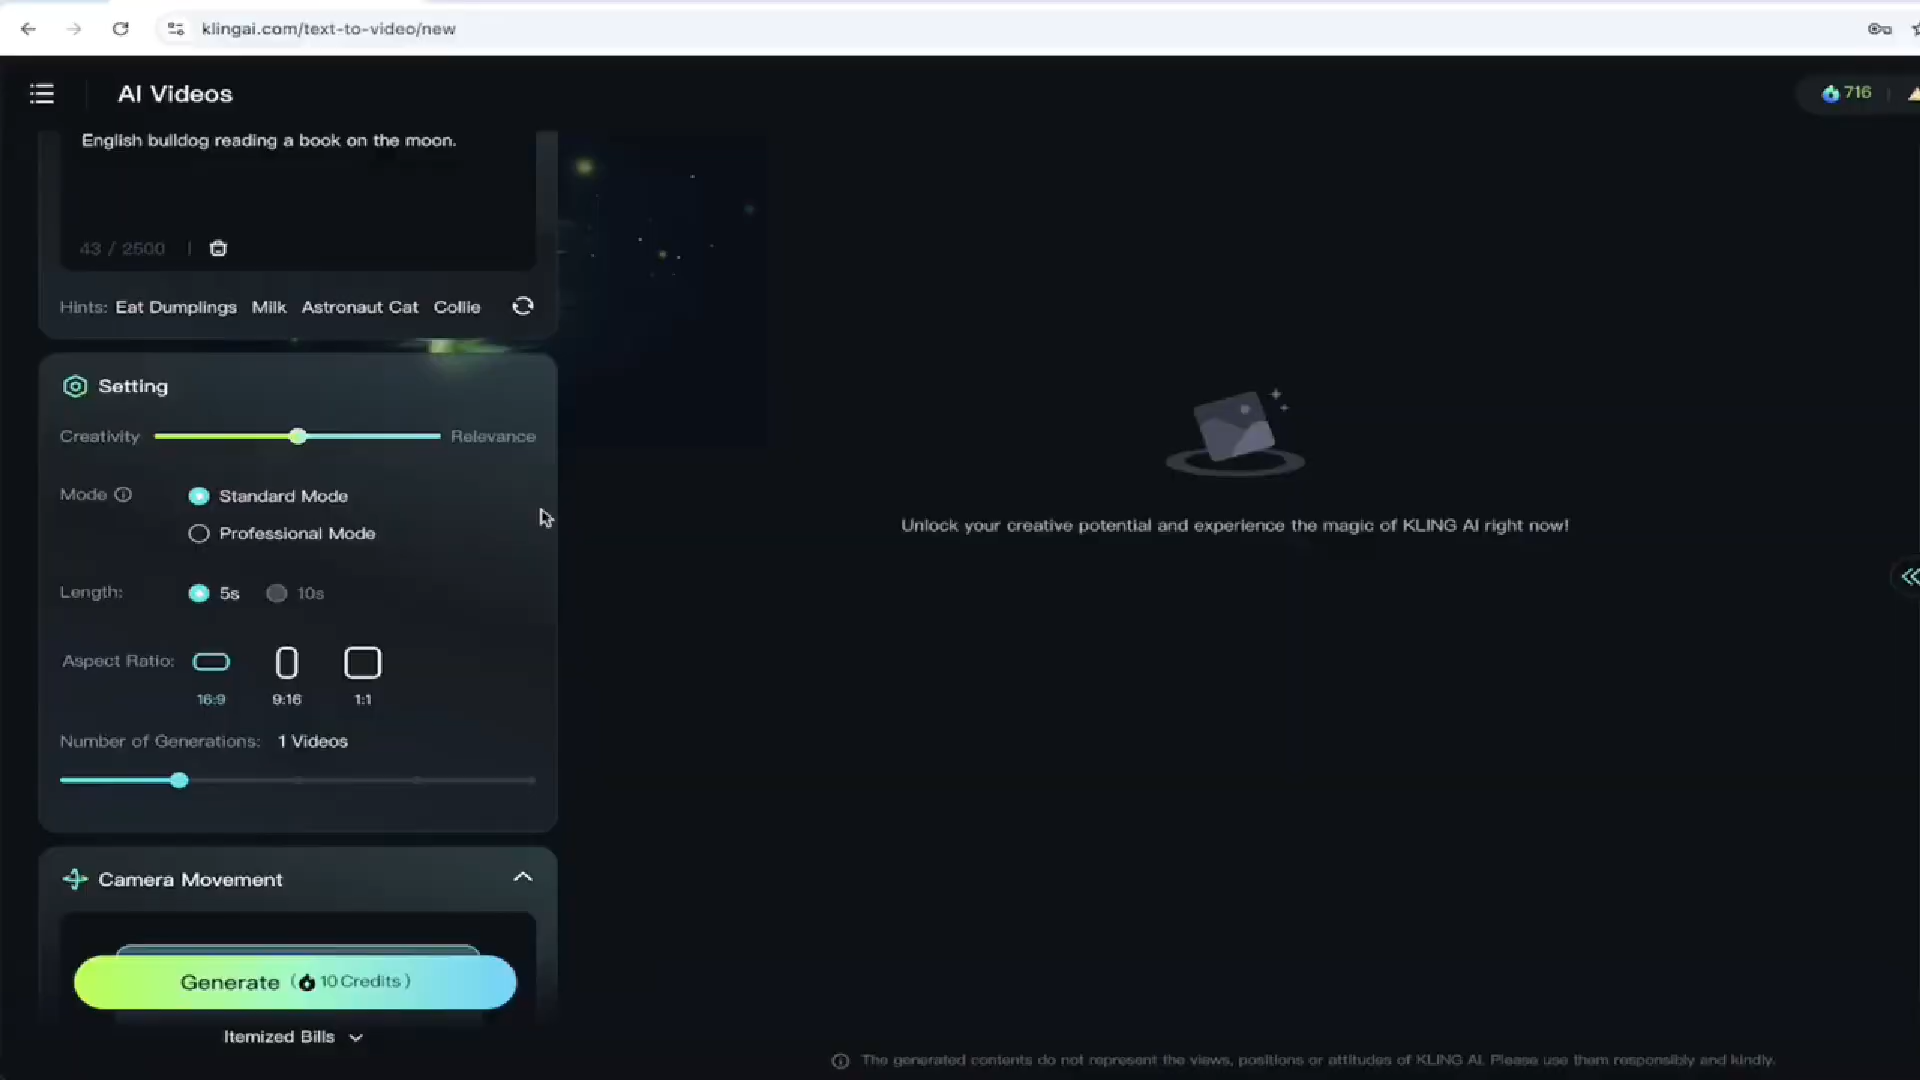 klingai.com/text-to-video/new
AI Videos
716
English bulldog reading a book on the moon.
43 / 2500
Hints: Eat Dumplings Milk Astronaut Cat Collie
Setting
Creativity Relevance
Mode Standard Mode
Professional Mode
Length: 5s 10s
Aspect Ratio:
16:9 9:16 1:1
Number of Generations: 1 Videos
Camera Movement
Generate ( 10 Credits )
Itemized Bills
Unlock your creative potential and experience the magic of KLING AI right now!
The generated contents do not represent the views, positions or attitudes of KLING AI. Please use them responsibly and kindly.